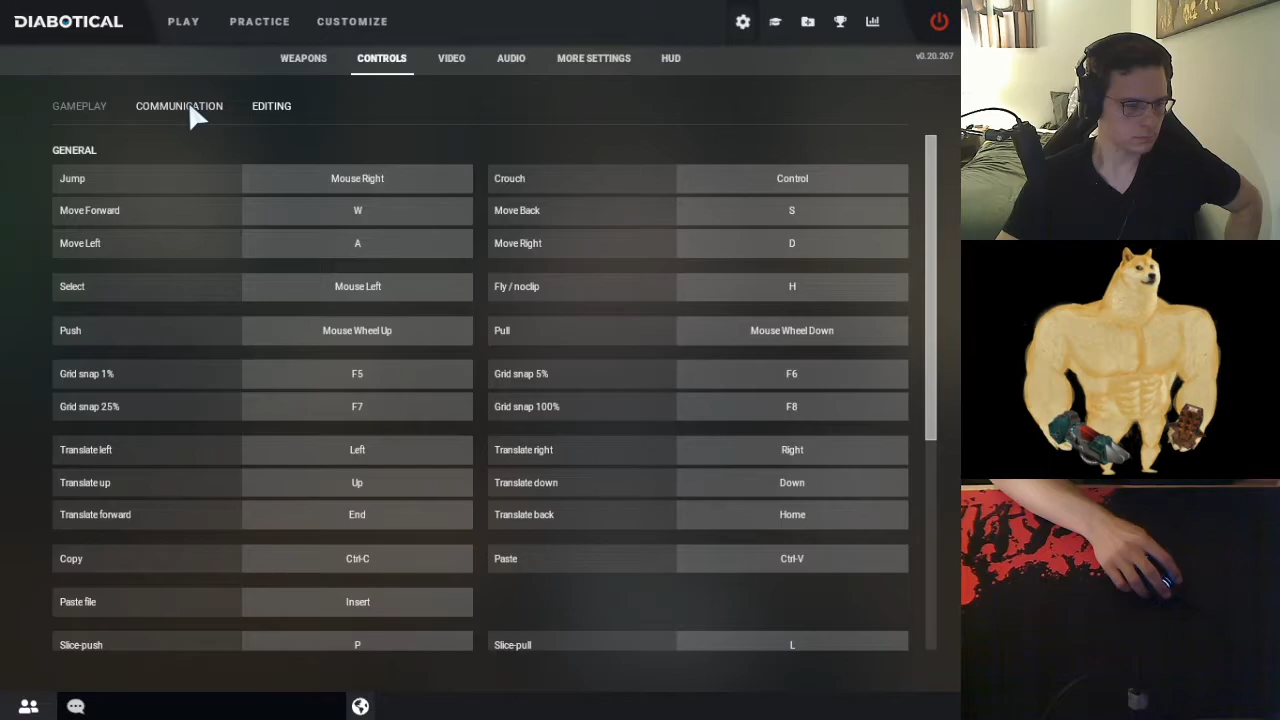 DIABOTICAL PLAY PRACTICE CUSTOMIZE
WEAPONS CONTROLS VIDEO AUDIO MORE SETTINGS HUD v0.20.267
GAMEPLAY COMMUNICATION EDITING
GENERAL
Jump Mouse Right Crouch Control
Move Forward W Move Back S
Move Left A Move Right D
Select Mouse Left Fly / noclip H
Push Mouse Wheel Up Pull Mouse Wheel Down
Grid snap 1% F5 Grid snap 5% F6
Grid snap 25% F7 Grid snap 100% F8
Translate left Left Translate right Right
Translate up Up Translate down Down
Translate forward End Translate back Home
Copy Ctrl-C Paste Ctrl-V
Paste file Insert
Slice-push P Slice-pull L